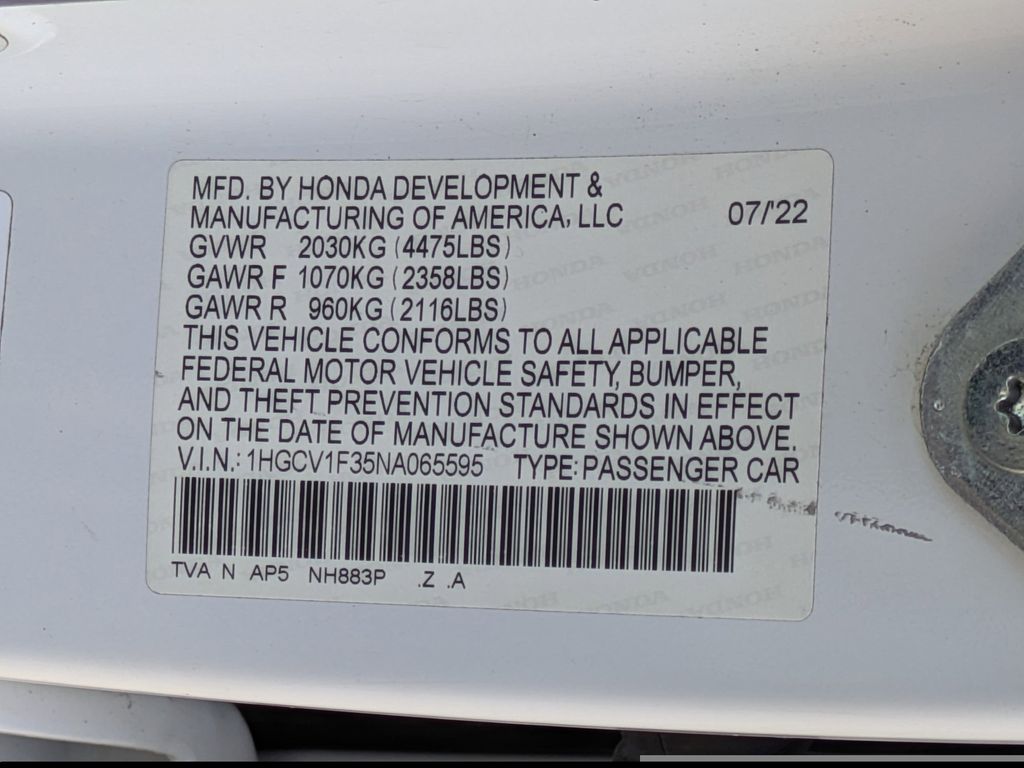 MFD. BY HONDA DEVELOPMENT &
MANUFACTURING OF AMERICA, LLC 07/'22
GVWR 2030KG (4475LBS)
GAWR F 1070KG (2358LBS)
GAWR R 960KG (2116LBS)
THIS VEHICLE CONFORMS TO ALL APPLICABLE
FEDERAL MOTOR VEHICLE SAFETY, BUMPER,
AND THEFT PREVENTION STANDARDS IN EFFECT
ON THE DATE OF MANUFACTURE SHOWN ABOVE.
V.I.N.: 1HGCV1F35NA065595 TYPE: PASSENGER CAR
TVA N AP5 NH883P .Z .A